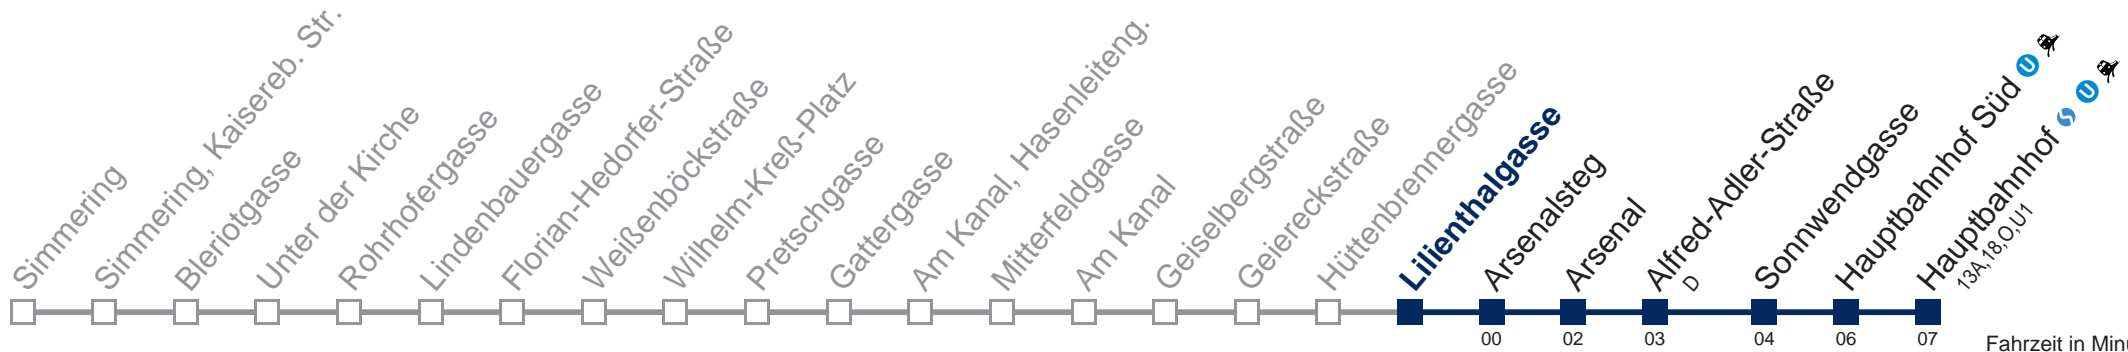 Simmering
Simmering, Kaisereb. Str.
Bleriotgasse
Unter der Kirche
Rohrhofergasse
Lindenbauergasse
Florian-Hedorfer-Straße
Weißenböckstraße
Wilhelm-Kreß-Platz
Pretschgasse
Gattergasse
Am Kanal, Hasenleiteng.
Mitterfeldgasse
Am Kanal
Geiselbergstraße
Geiereckstraße
Hüttenbrennergasse
Lilienthalgasse
Arsenalsteg
Arsenal
Alfred-Adler-Straße
D
Sonnwendgasse
Hauptbahnhof Süd U
Hauptbahnhof S U
13A,18,O,U1
00 02 03 04 06 07
Fahrzeit in Minu